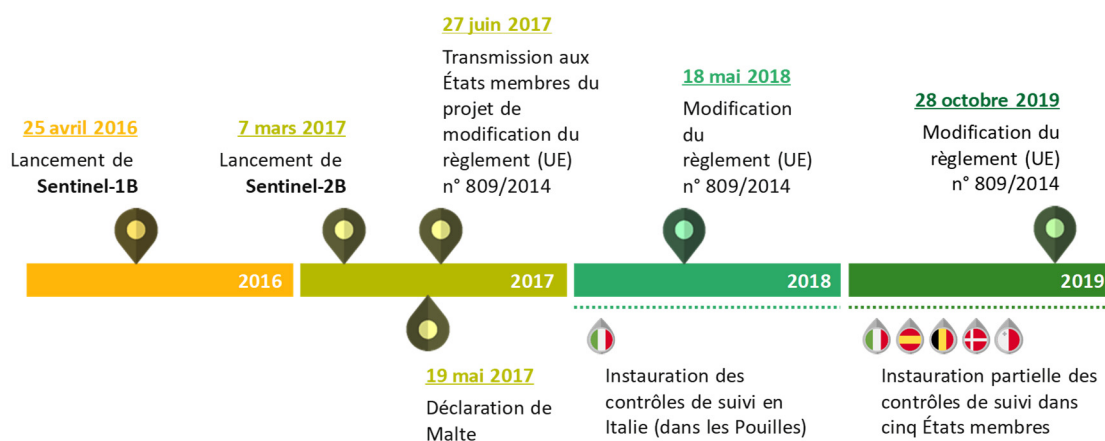 25 avril 2016
Lancement de
Sentinel-1B
7 mars 2017
Lancement de
Sentinel-2B
27 juin 2017
Transmission aux
États membres du
projet de
modification du
règlement (UE)
n° 809/2014
18 mai 2018
Modification
du
règlement (UE)
n° 809/2014
28 octobre 2019
Modification du
règlement (UE)
n° 809/2014
2016
2017
2018
2019
19 mai 2017
Déclaration de
Malte
Instauration des
contrôles de suivi en
Italie (dans les Pouilles)
Instauration partielle des
contrôles de suivi dans
cinq États membres